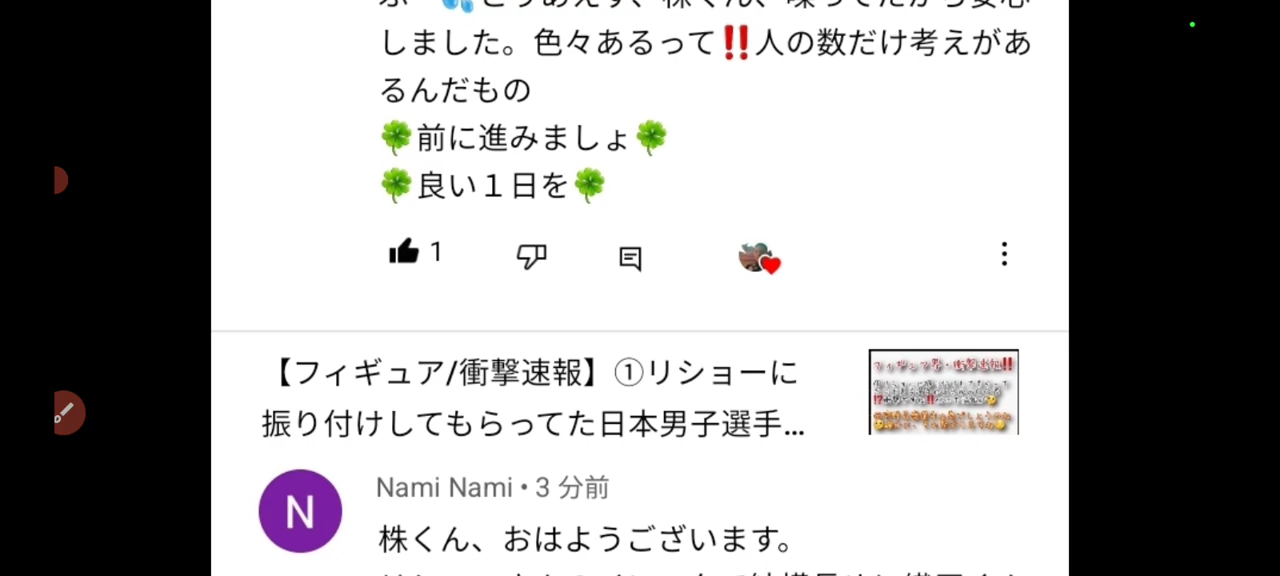 しました。色々あるって‼️人の数だけ考えがあ
るんだもの
🍀前に進みましょ🍀
🍀良い１日を🍀
1
【フィギュア/衝撃速報】①リショーに
振り付けしてもらってた日本男子選手...
N
Nami Nami • 3 分前
株くん、おはようございます。